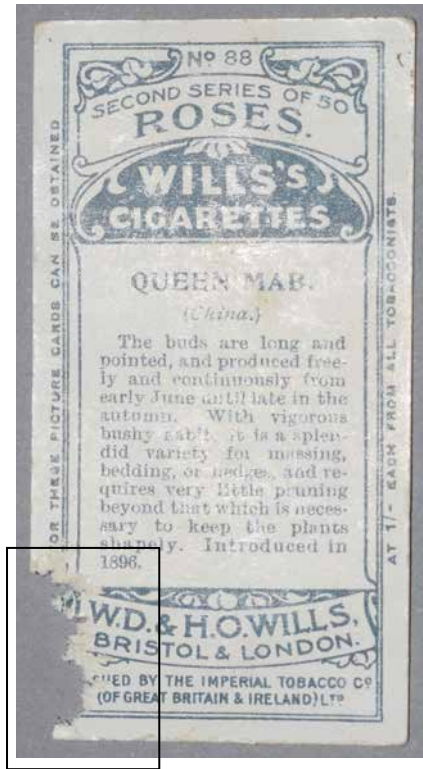 Nº 88
SECOND SERIES OF 50
ROSES.
WILLS'S
CIGARETTES
QUEEN MAB.
(China.)
The buds are long and
pointed, and produced free-
ly and continuously from
early June until late in the
autumn. With vigorous
bushy habit, it is a splen-
did variety for massing,
bedding, or hedges, and re-
quires very little pruning
beyond that which is neces-
sary to keep the plants
shapely. Introduced in
1896.
W.D. & H.O. WILLS,
BRISTOL & LONDON.
BY THE IMPERIAL TOBACCO Cº
(OF GREAT BRITAIN & IRELAND) LTD
OR THESE PICTURE CARDS CAN BE OBTAINED
AT 1/- EACH FROM ALL TOBACCONISTS.